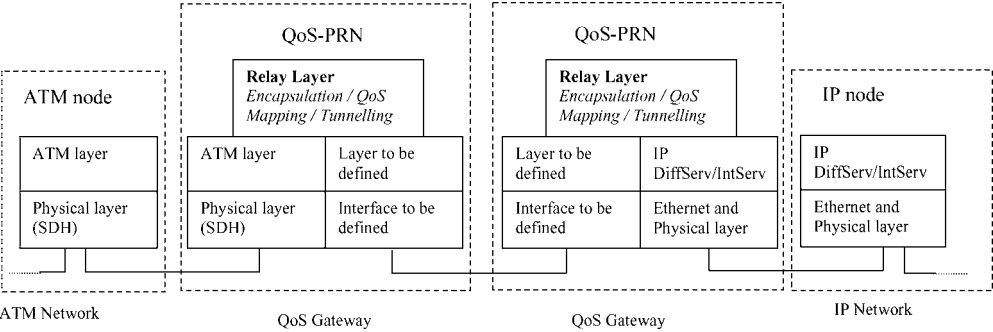 QoS-PRN
QoS-PRN
Relay Layer
Encapsulation / QoS
Mapping / Tunnelling
Relay Layer
Encapsulation / QoS
Mapping / Tunnelling
ATM node
IP node
ATM layer
ATM layer
Layer to be
defined
Layer to be
defined
IP
DiffServ/IntServ
IP
DiffServ/IntServ
Physical layer
(SDH)
Physical layer
(SDH)
Interface to be
defined
Interface to be
defined
Ethernet and
Physical layer
Ethernet and
Physical layer
ATM Network
QoS Gateway
QoS Gateway
IP Network